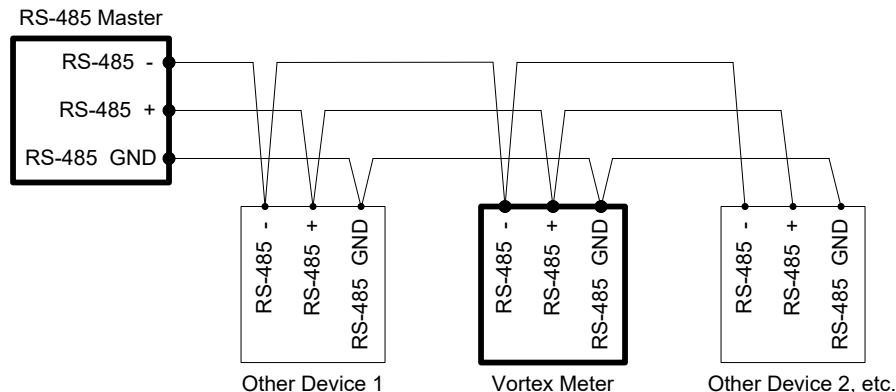 RS-485 Master
RS-485 -
RS-485 +
RS-485 GND
RS-485 -
RS-485 +
RS-485 GND
RS-485 -
RS-485 +
RS-485 GND
RS-485 -
RS-485 +
RS-485 GND
Other Device 1
Vortex Meter
Other Device 2, etc.